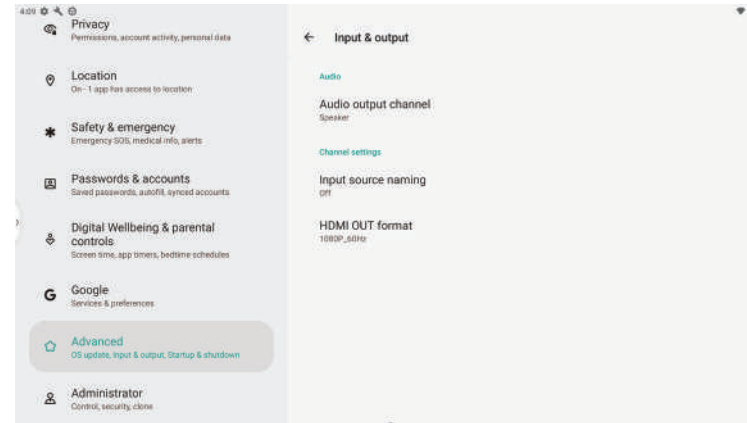 4:09
Privacy
Permissions, account activity, personal data
Location
On - 1 app has access to location
Safety & emergency
Emergency SOS, medical info, alerts
Passwords & accounts
Saved passwords, autofill, synced accounts
Digital Wellbeing & parental
controls
Screen time, app timers, bedtime schedules
Google
Services & preferences
Advanced
OS update, Input & output, Startup & shutdown
Administrator
Control, security, clone
Input & output
Audio
Audio output channel
Speaker
Channel settings
Input source naming
Off
HDMI OUT format
1080P_60Hz